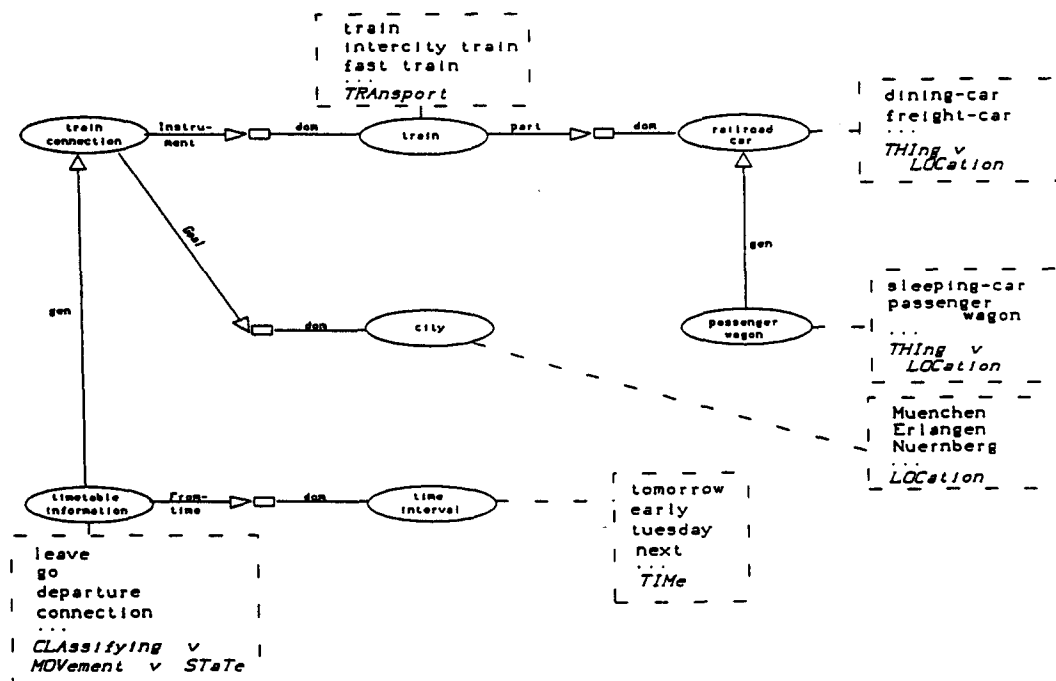 train
intercity train
fast train
...
TRAnsport
train
connection
Instru-
ment
dom
train
part
dom
railroad
car
dining-car
freight-car
...
THIng v
LOCation
Goal
gen
gen
dom
city
passenger
wagon
sleeping-car
passenger
wagon
...
THIng v
LOCation
Muenchen
Erlangen
Nuernberg
...
LOCation
timetable
information
From-
time
dom
time
interval
tomorrow
early
tuesday
next
...
TIMe
leave
go
departure
connection
...
CLAssifying v
MOVement v STaTe